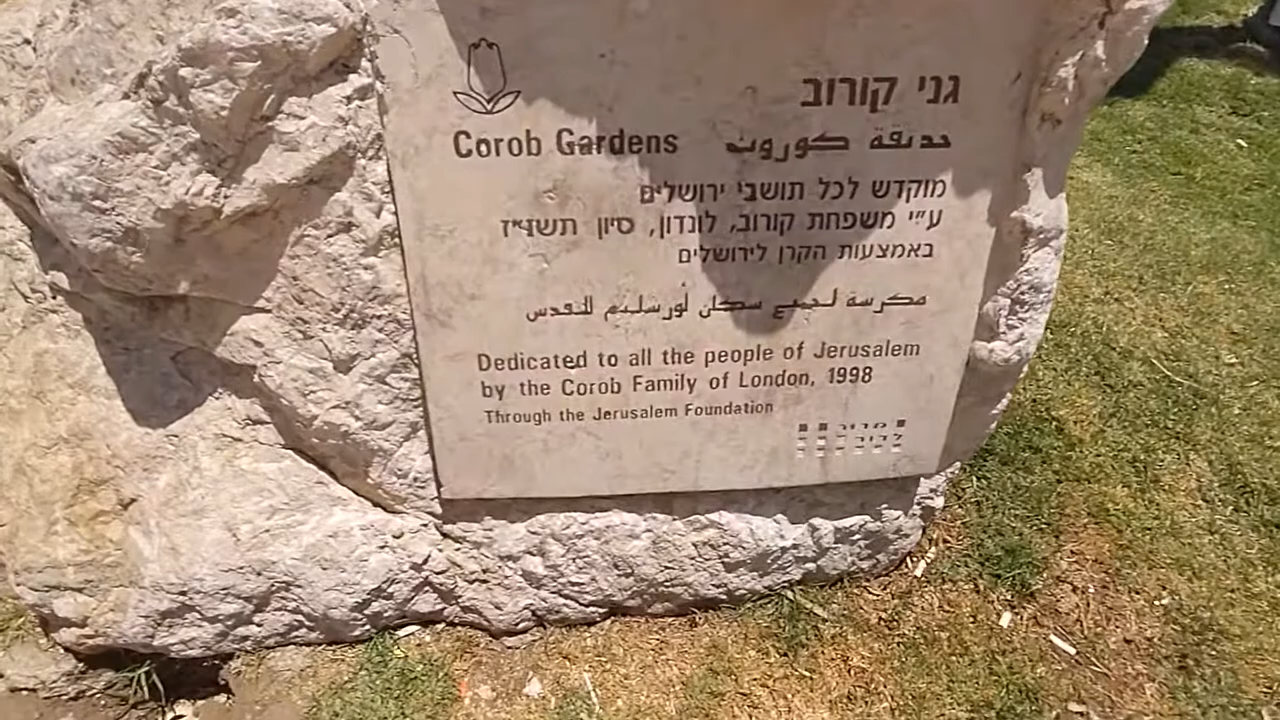 גני קורוב
Corob Gardens
حديقة كوروب
מוקדש לכל תושבי ירושלים
ע"י משפחת קורוב, לונדון, סיון תשנ"ז
באמצעות הקרן לירושלים
مكرسة لجميع سكان اورشليم القدس
Dedicated to all the people of Jerusalem
by the Corob Family of London, 1998
Through the Jerusalem Foundation